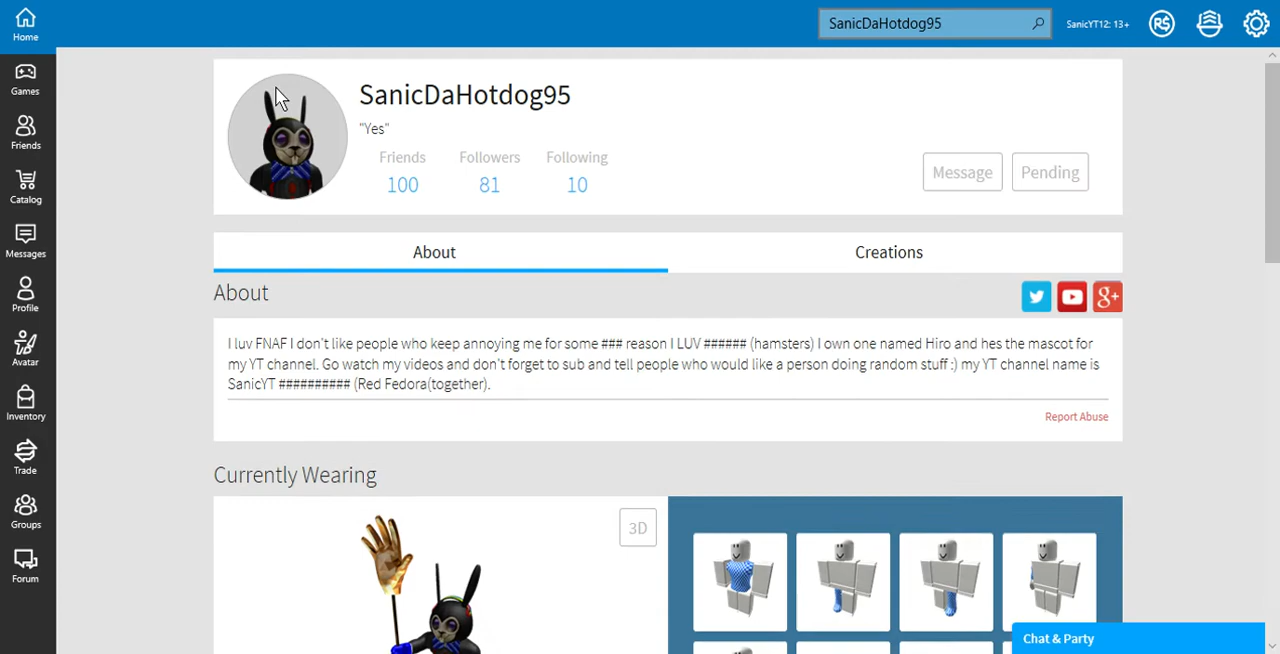 Home
SanicDaHotdog95
SanicYT12: 13+
R$
Games
Friends
Catalog
Messages
Profile
Avatar
Inventory
Trade
Groups
Forum
SanicDaHotdog95
"Yes"
Friends
Followers
Following
100
81
10
Message
Pending
About
Creations
About
g+
I luv FNAF I don't like people who keep annoying me for some ### reason I LUV ###### (hamsters) I own one named Hiro and hes the mascot for
my YT channel. Go watch my videos and don't forget to sub and tell people who would like a person doing random stuff :) my YT channel name is
SanicYT ########## (Red Fedora(together).
Report Abuse
Currently Wearing
3D
Chat & Party